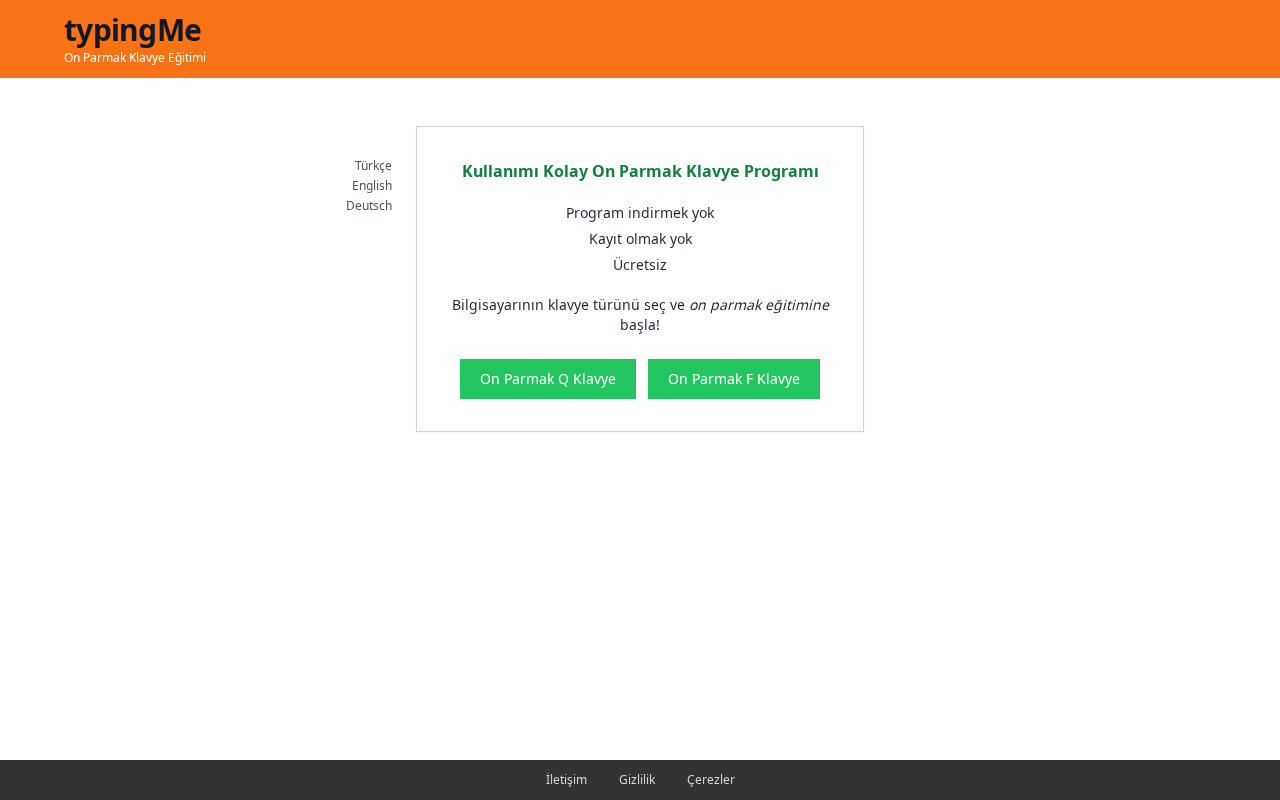 typingMe
On Parmak Klavye Eğitimi
Türkçe
English
Deutsch
Kullanımı Kolay On Parmak Klavye Programı
Program indirmek yok
Kayıt olmak yok
Ücretsiz
Bilgisayarının klavye türünü seç ve on parmak eğitimine
başla!
On Parmak Q Klavye
On Parmak F Klavye
İletişim
Gizlilik
Çerezler